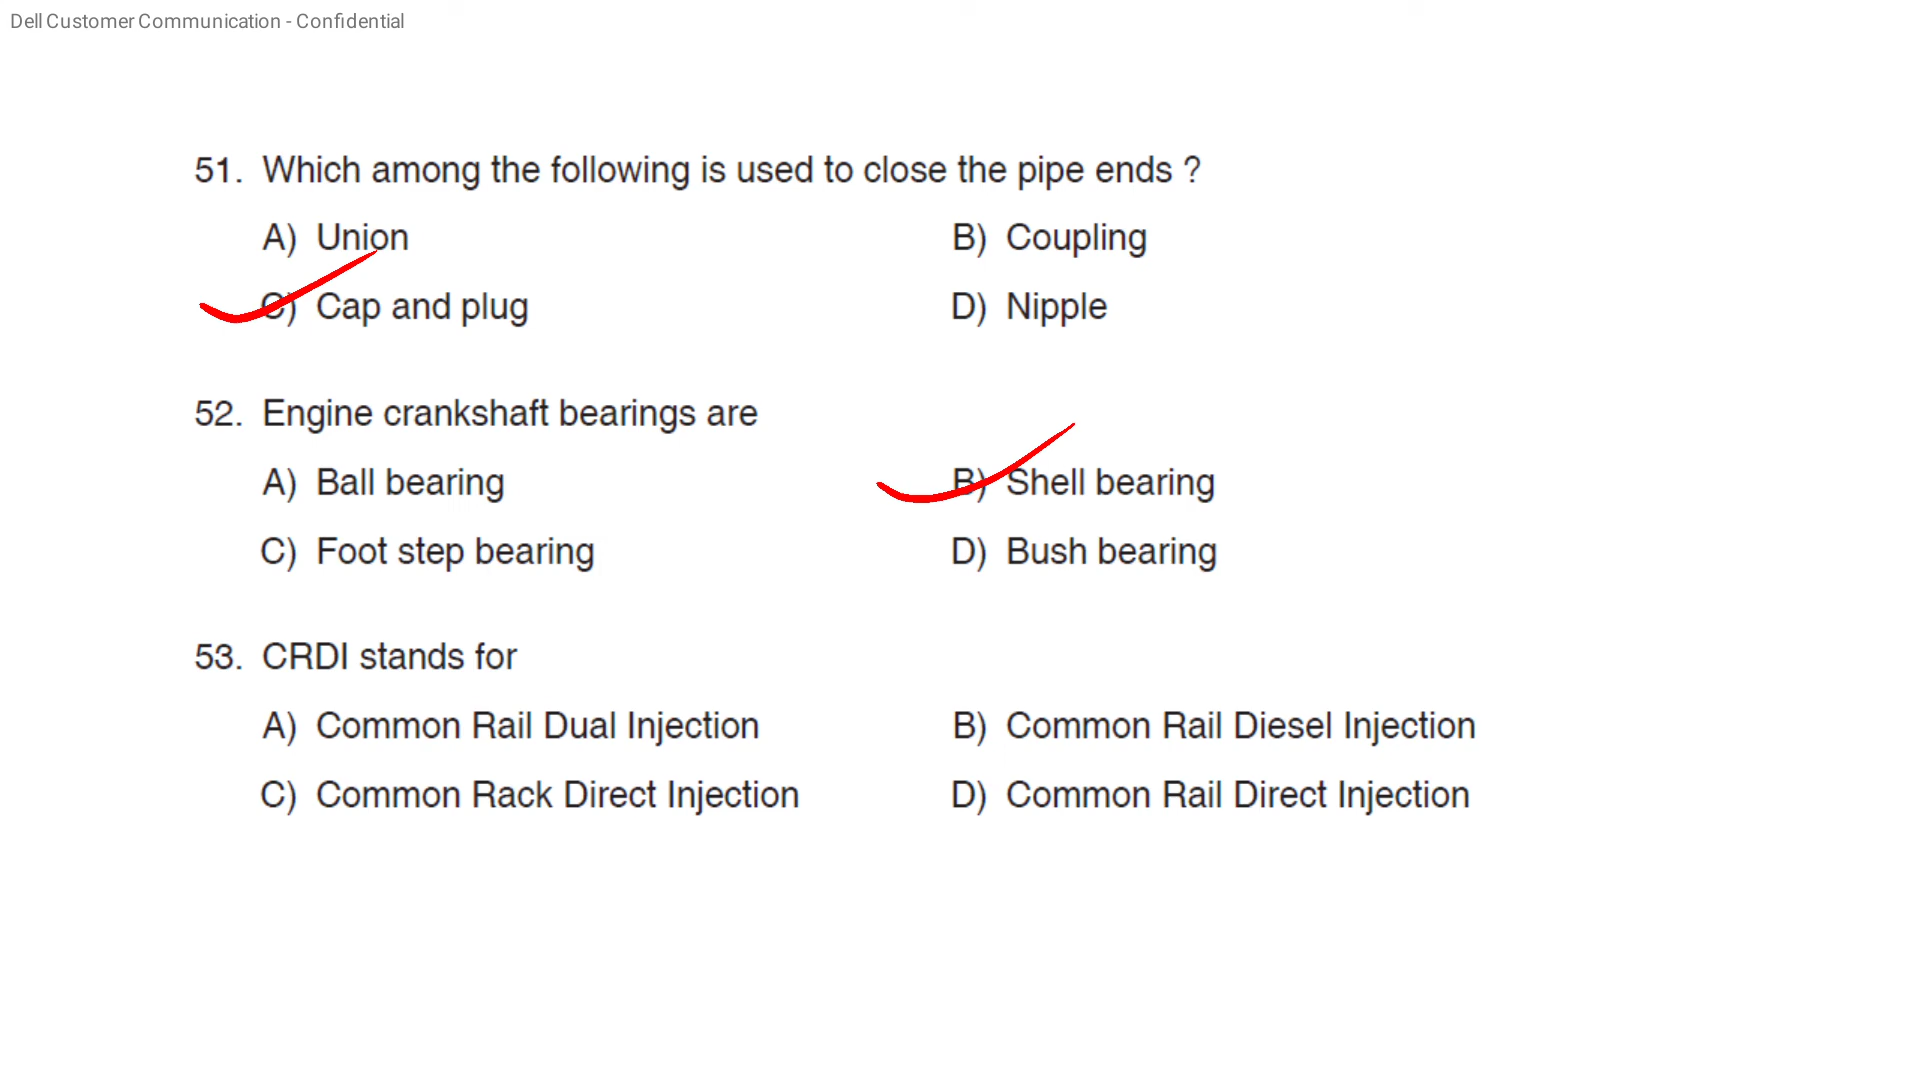 Dell Customer Communication - Confidential
51. Which among the following is used to close the pipe ends ?
A) Union B) Coupling
C) Cap and plug D) Nipple
52. Engine crankshaft bearings are
A) Ball bearing B) Shell bearing
C) Foot step bearing D) Bush bearing
53. CRDI stands for
A) Common Rail Dual Injection B) Common Rail Diesel Injection
C) Common Rack Direct Injection D) Common Rail Direct Injection